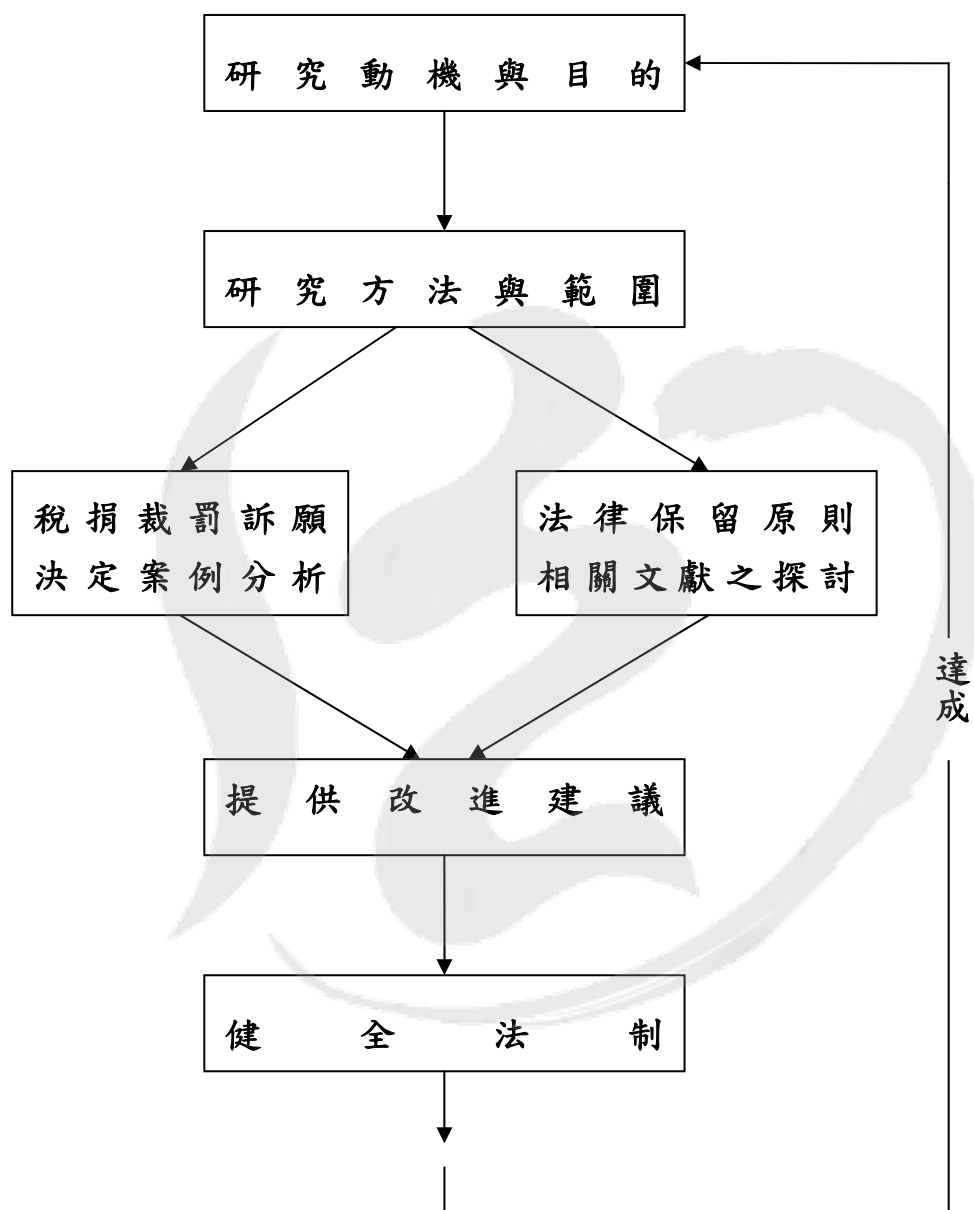 研究動機與目的
研究方法與範圍
稅捐裁罰訴願
決定案例分析
法律保留原則
相關文獻之探討
達成
提供改進建議
健全法制